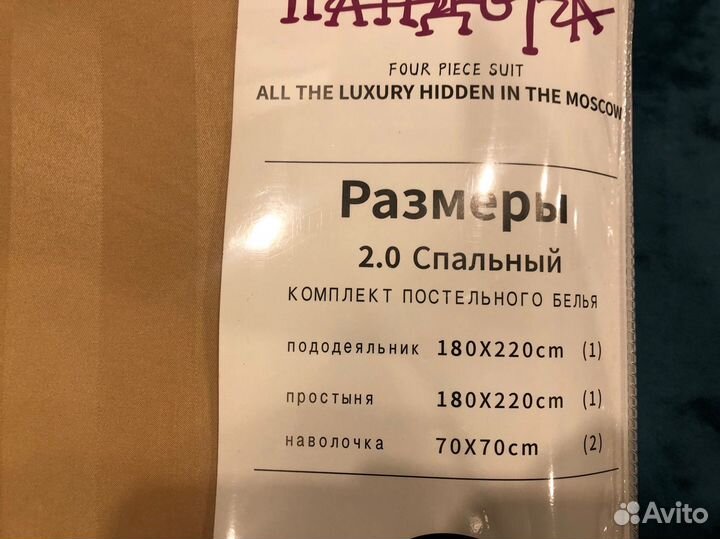 FOUR PIECE SUIT
ALL THE LUXURY HIDDEN IN THE MOSCOW
Размеры
2.0 Спальный
КОМПЛЕКТ ПОСТЕЛЬНОГО БЕЛЬЯ
пододеяльник 180X220cm (1)
простыня 180X220cm (1)
наволочка 70X70cm (2)
Avito